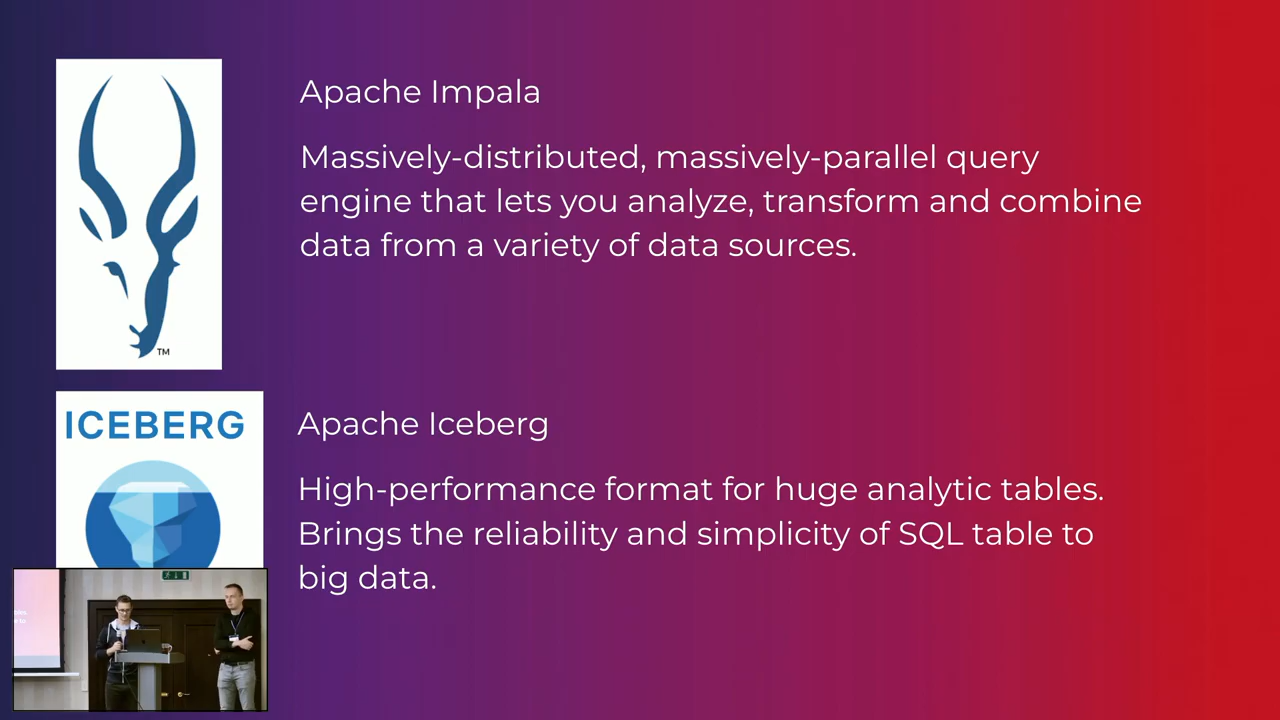 Apache Impala
Massively-distributed, massively-parallel query
engine that lets you analyze, transform and combine
data from a variety of data sources.
TM
ICEBERG
Apache Iceberg
High-performance format for huge analytic tables.
Brings the reliability and simplicity of SQL table to
big data.